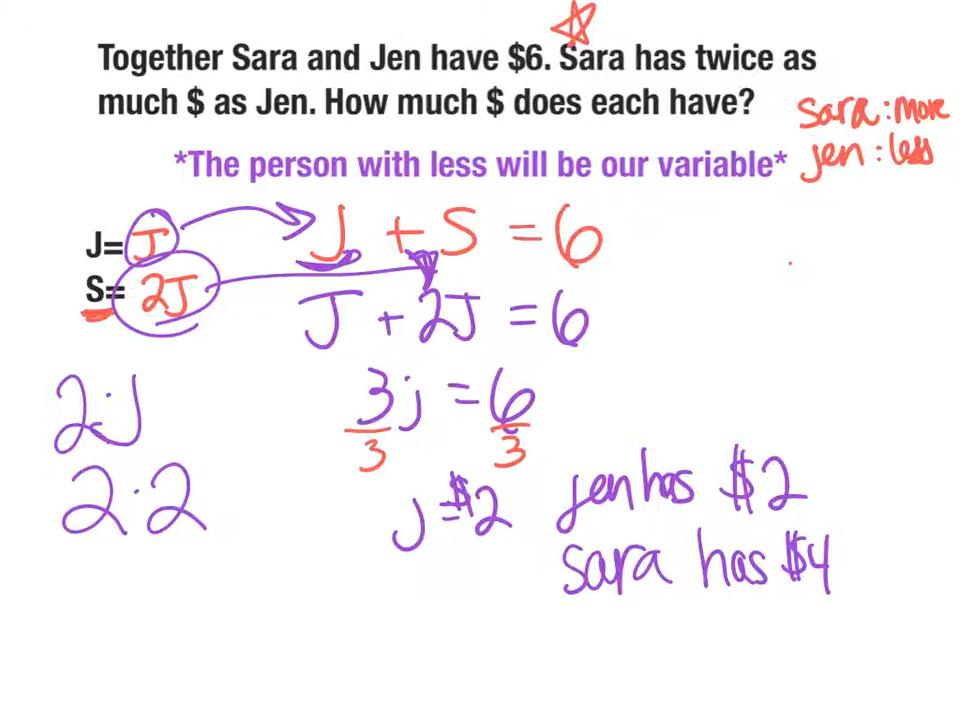 Together Sara and Jen have $6. Sara has twice as
much $ as Jen. How much $ does each have?
sara: more
jen: less
*The person with less will be our variable*
J= J
J + S = 6
S= 2J
J + 2J = 6
2·J
3j = 6
3 3
2·2
j = $2
jen has $2
sara has $4